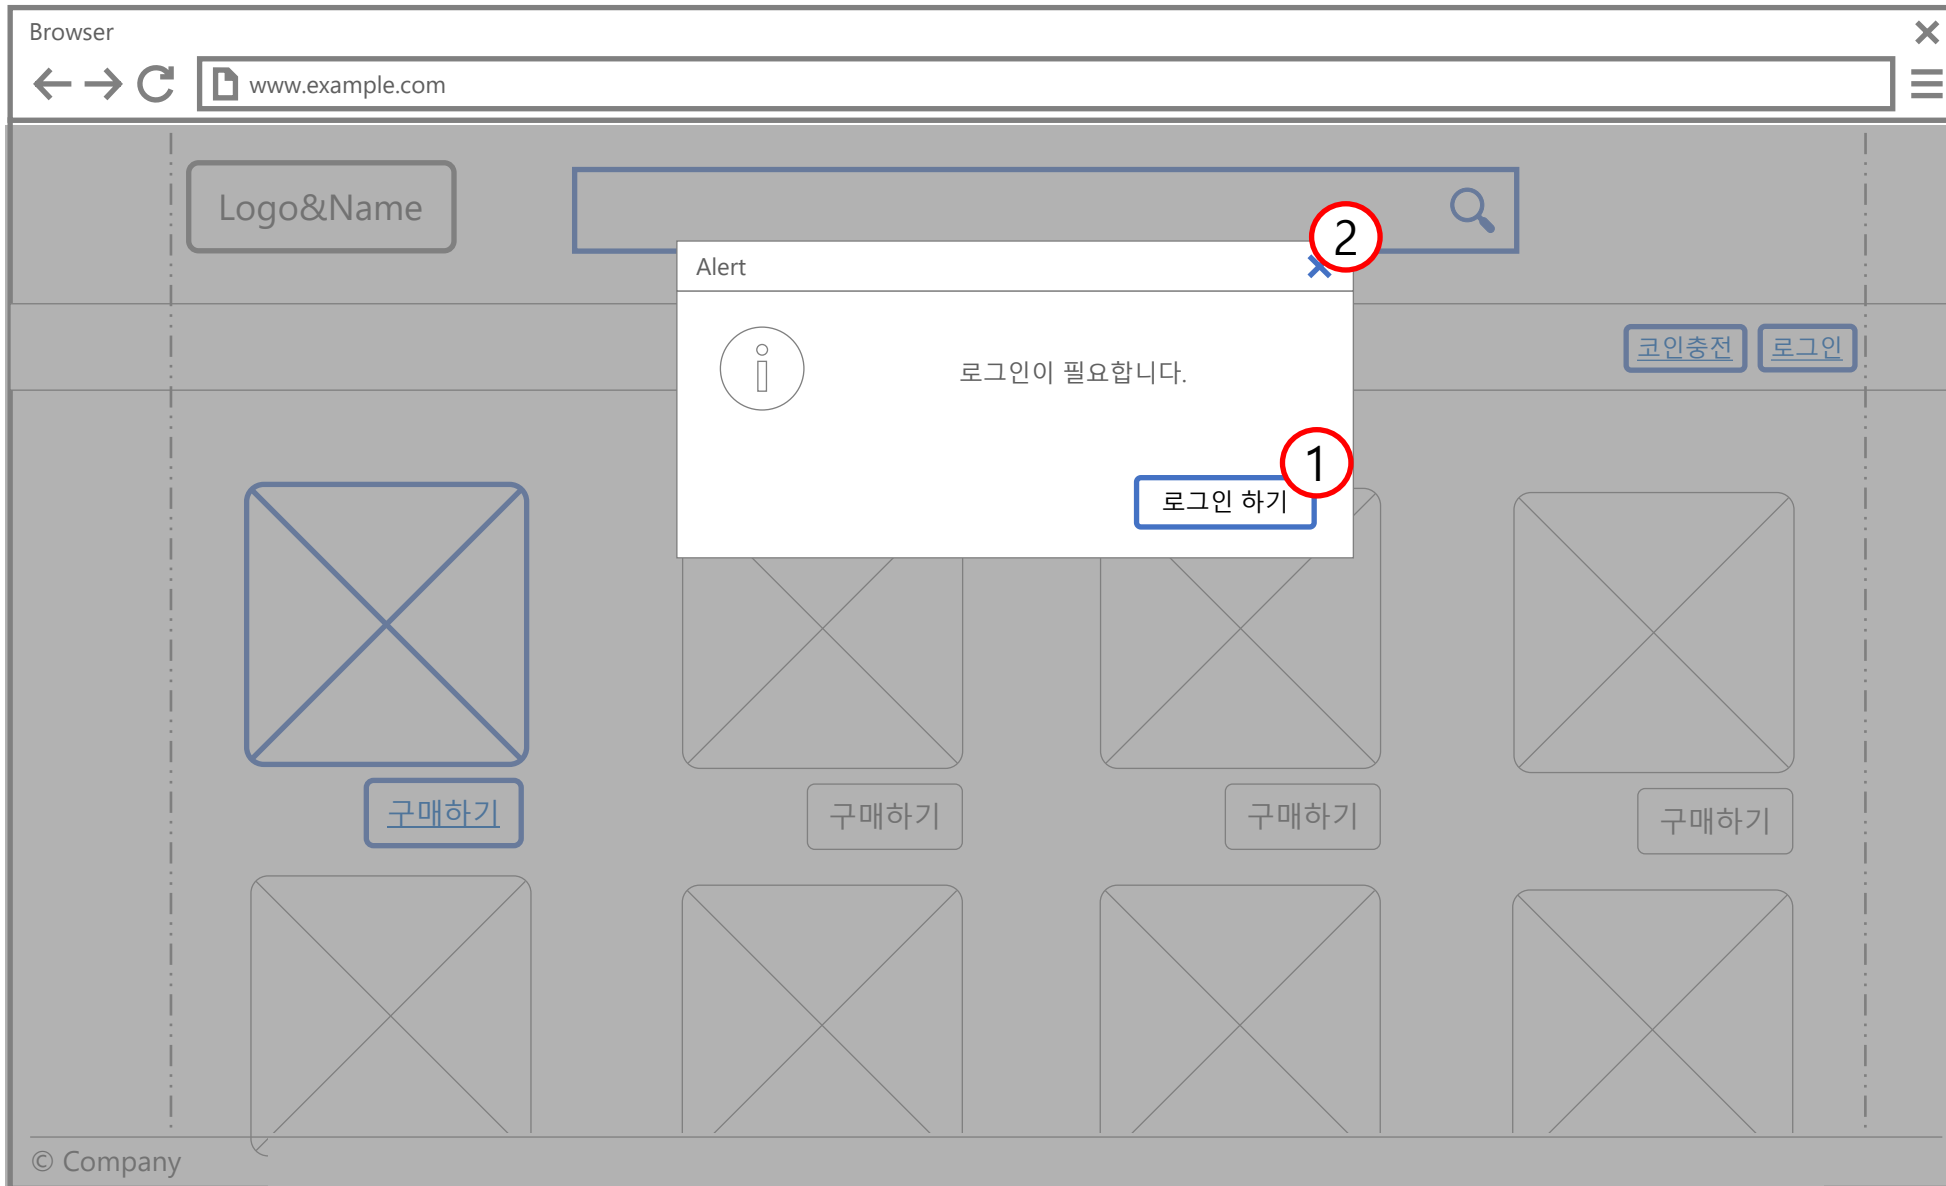 Browser
www.example.com
Logo&Name
2
Alert
로그인이 필요합니다.
코인충전 로그인
1
로그인 하기
구매하기 구매하기 구매하기 구매하기
© Company